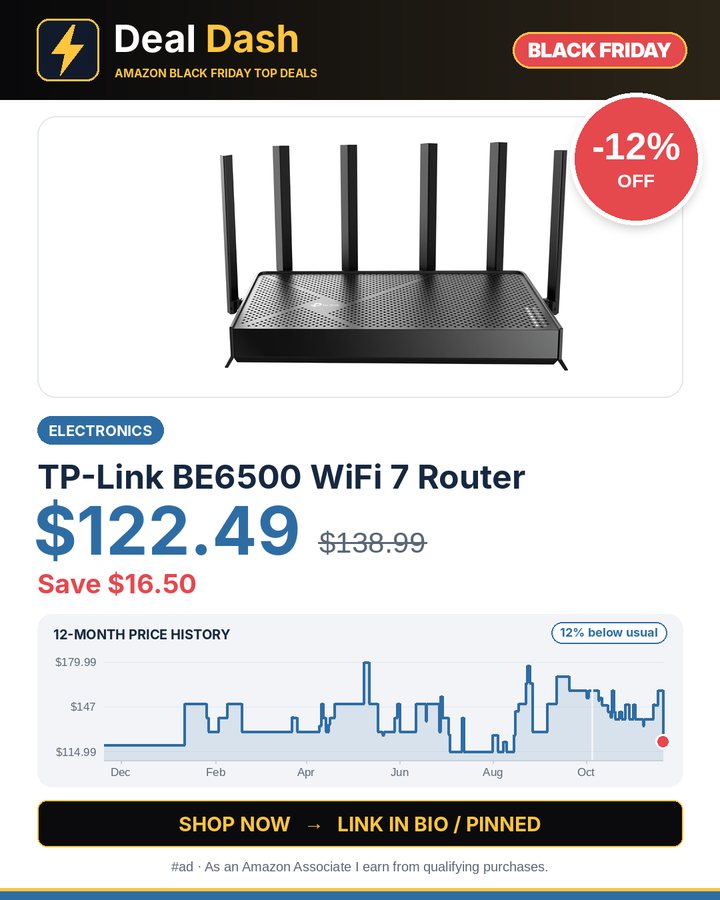 Deal Dash
AMAZON BLACK FRIDAY TOP DEALS
BLACK FRIDAY
-12%
OFF
ELECTRONICS
TP-Link BE6500 WiFi 7 Router
$122.49 $138.99
Save $16.50
12-MONTH PRICE HISTORY
12% below usual
$179.99
$147
$114.99
Dec Feb Apr Jun Aug Oct
SHOP NOW → LINK IN BIO / PINNED
#ad · As an Amazon Associate I earn from qualifying purchases.